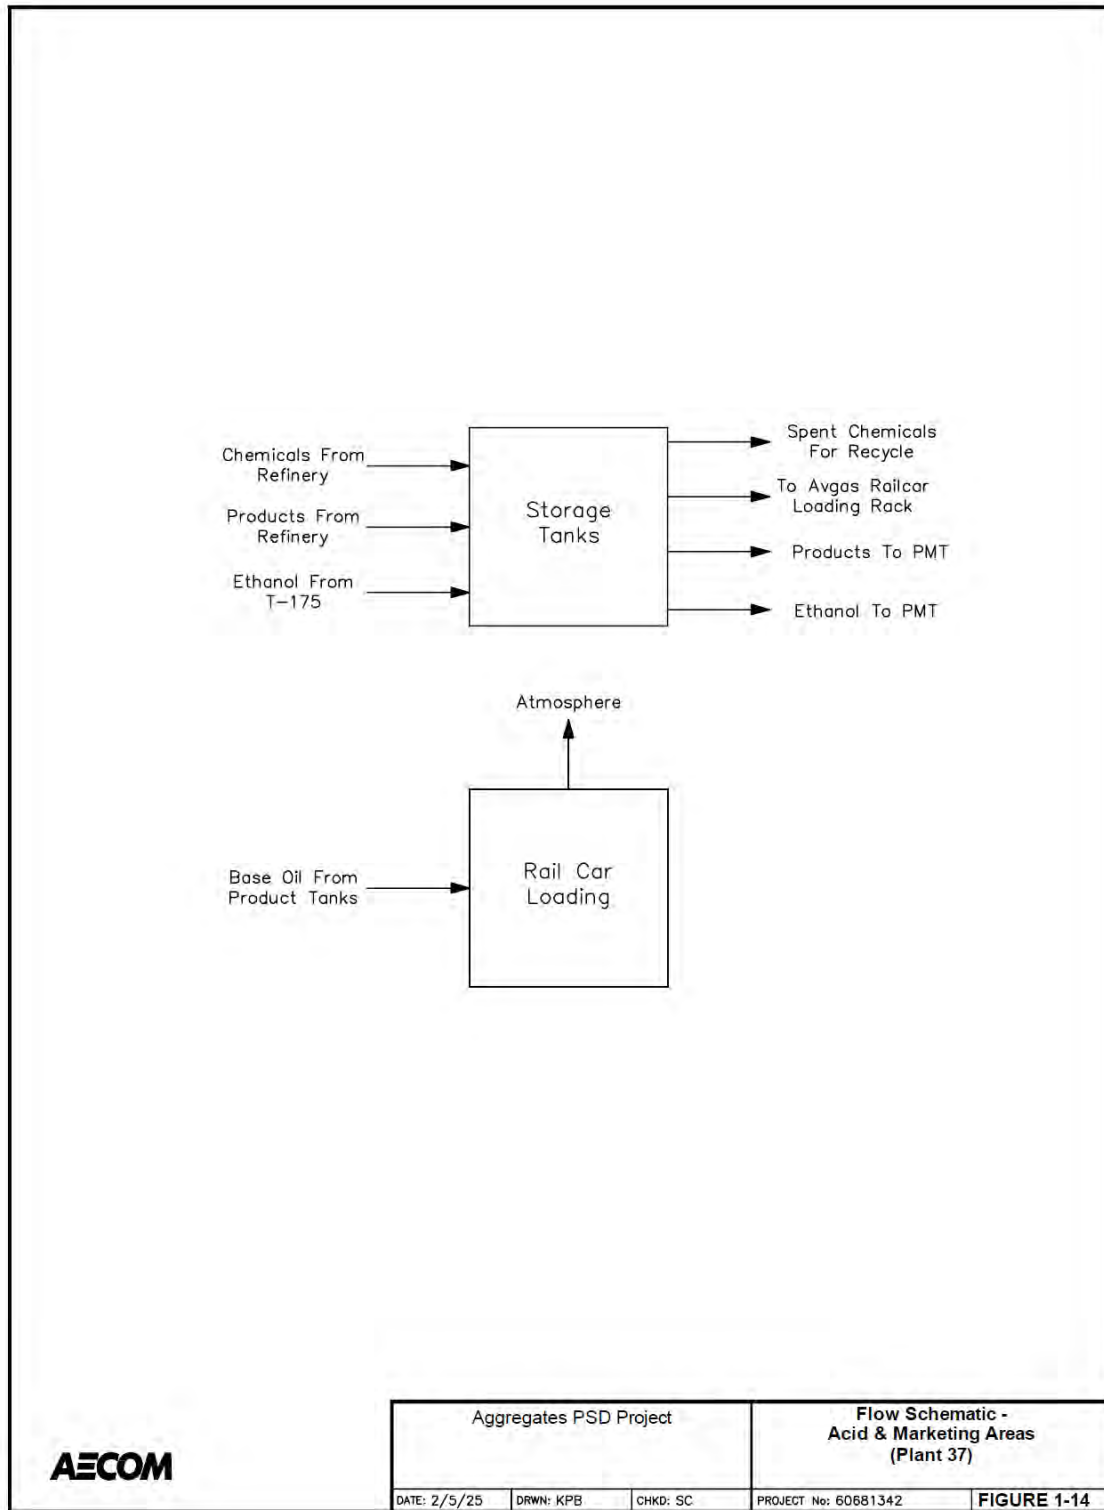 Chemicals From
Refinery
Products From
Refinery
Ethanol From
T-175
Storage
Tanks
Spent Chemicals
For Recycle
To Avgas Railcar
Loading Rack
Products To PMT
Ethanol To PMT
Atmosphere
Base Oil From
Product Tanks
Rail Car
Loading
AECOM
Aggregates PSD Project
Flow Schematic -
Acid & Marketing Areas
(Plant 37)
DATE: 2/5/25
DRWN: KPB
CHKD: SC
PROJECT No: 60681342
FIGURE 1-14